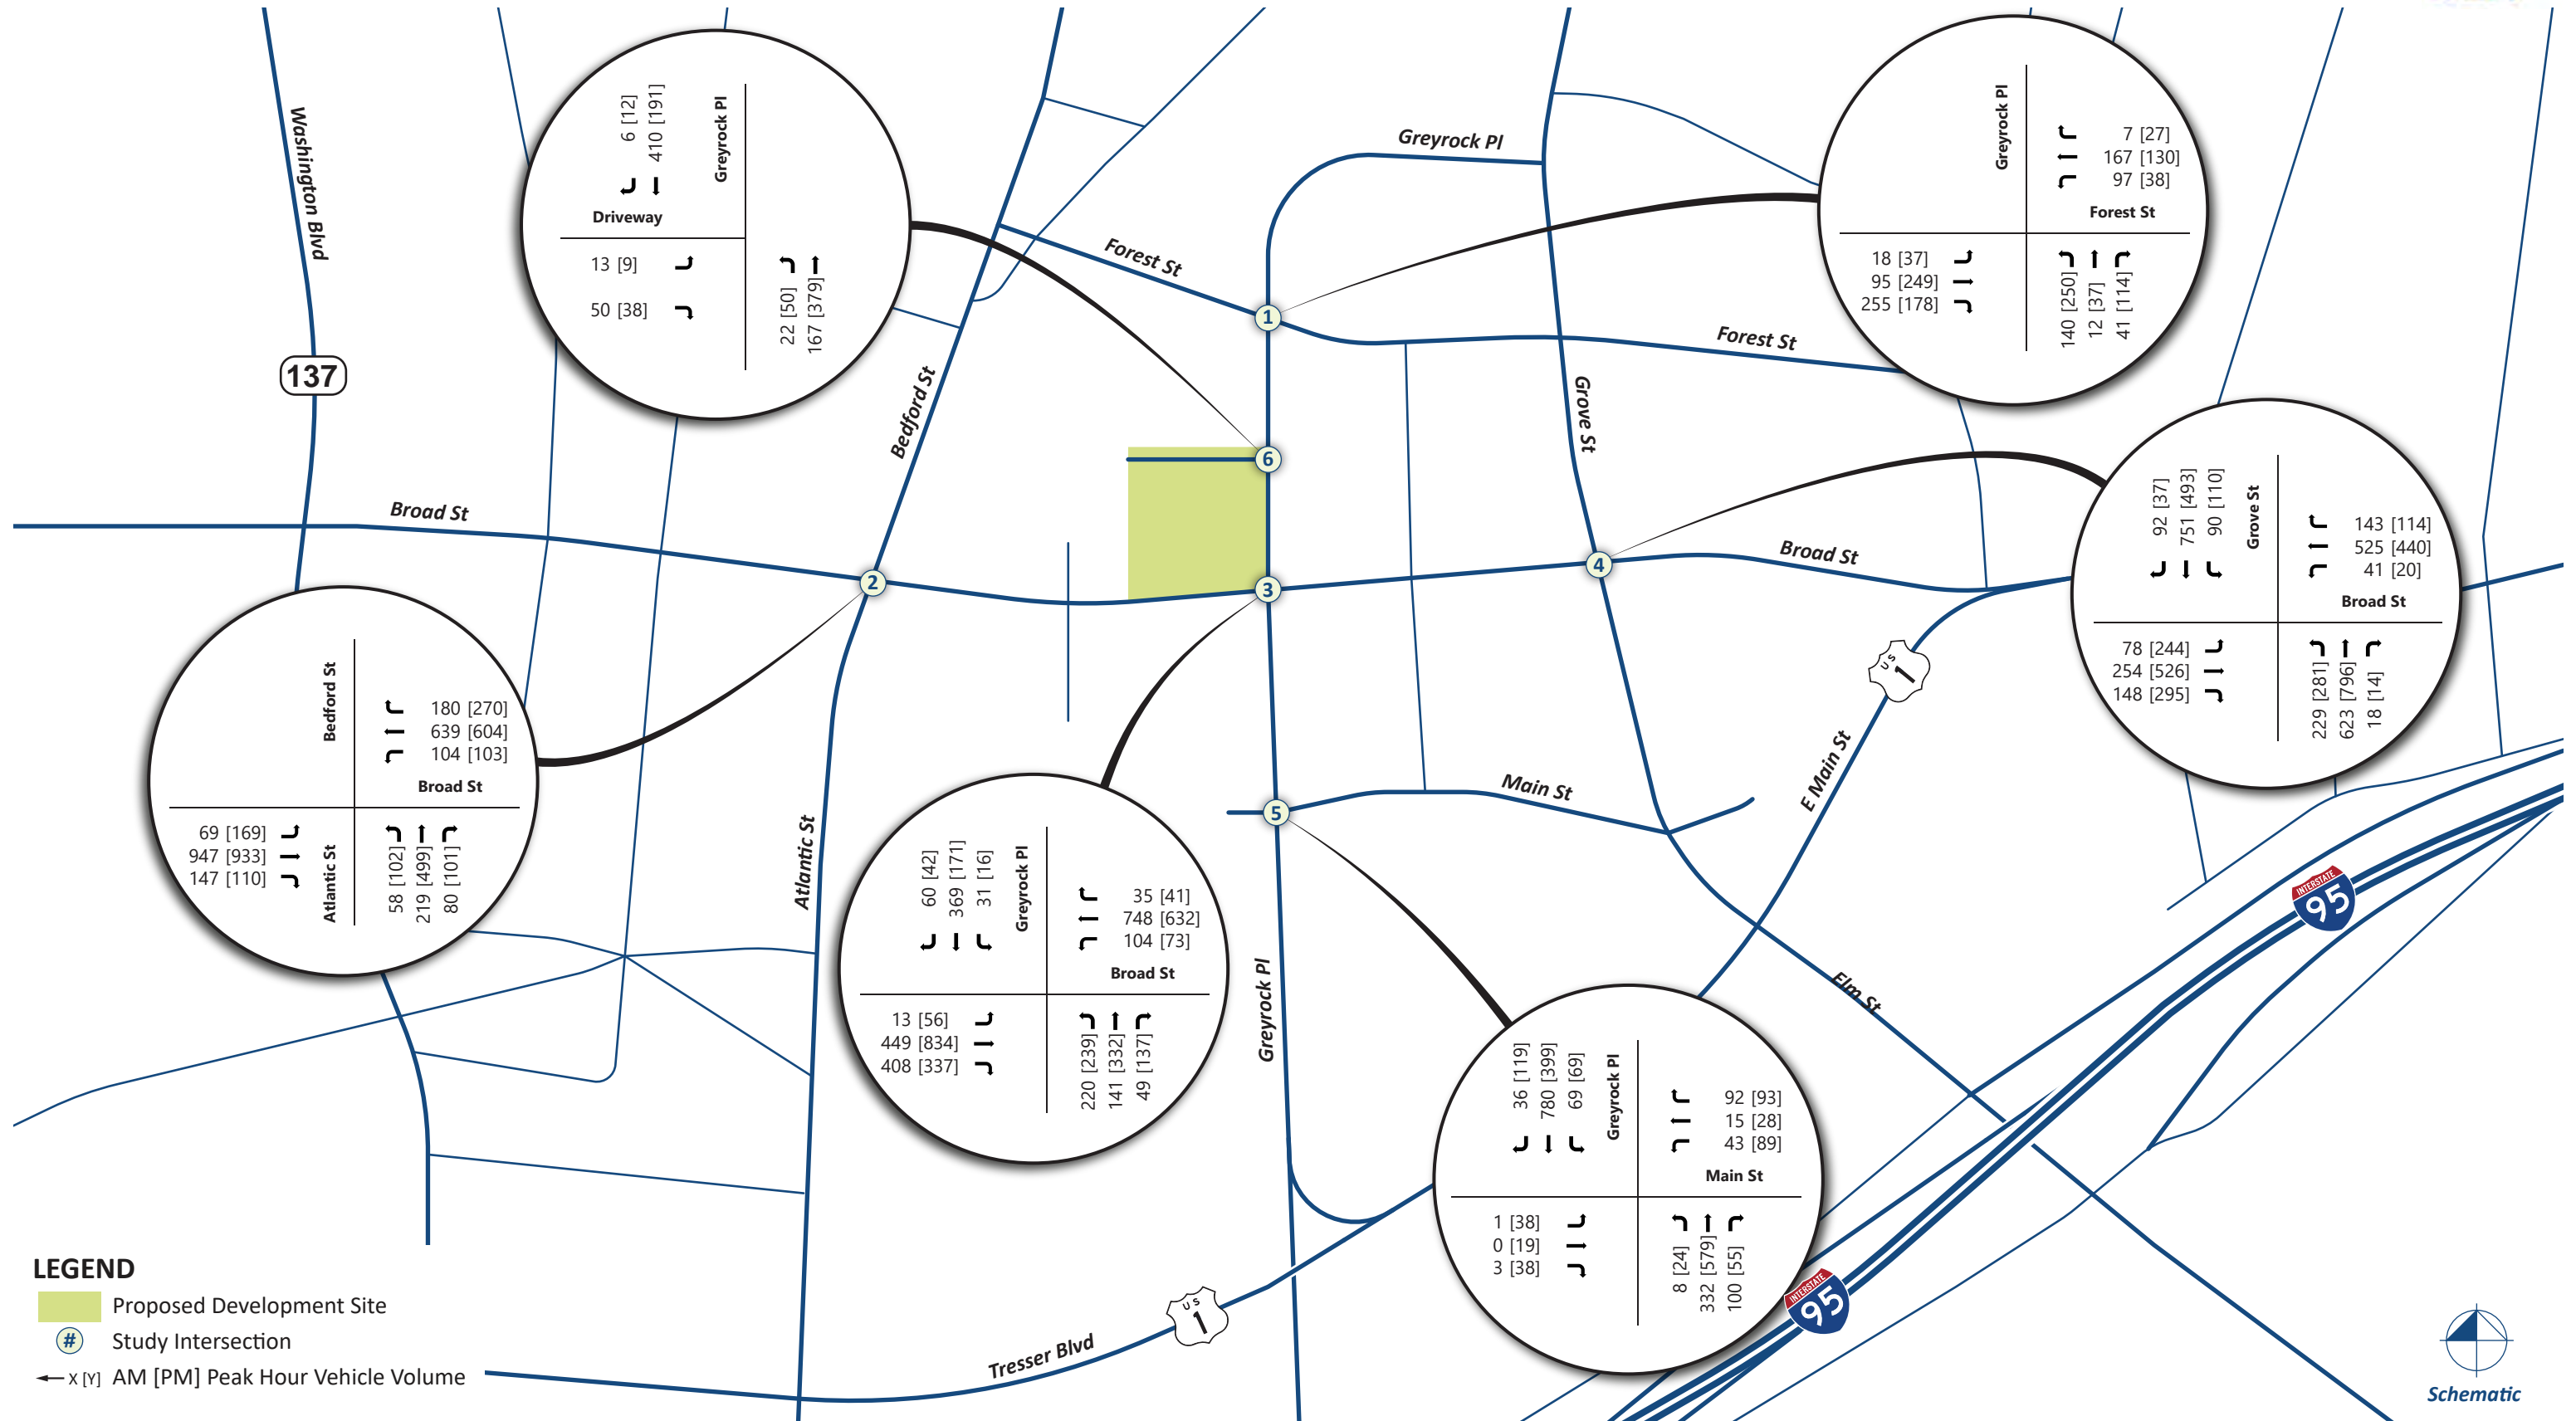 Washington Blvd
137
Broad St
Bedford St
Forest St
Greyrock Pl
Forest St
Grove St
Broad St
Atlantic St
Greyrock Pl
Main St
E Main St
Elm St
Tresser Blvd
US
1
US
1
INTERSTATE
95
INTERSTATE
95
1
2
3
4
5
6
6 [12]
410 [191]
Greyrock Pl
Driveway
13 [9]
50 [38]
22 [50]
167 [379]
Greyrock Pl
7 [27]
167 [130]
97 [38]
Forest St
18 [37]
95 [249]
255 [178]
140 [250]
12 [37]
41 [114]
92 [37]
751 [493]
90 [110]
Grove St
143 [114]
525 [440]
41 [20]
Broad St
78 [244]
254 [526]
148 [295]
229 [281]
623 [796]
18 [14]
Bedford St
180 [270]
639 [604]
104 [103]
Broad St
69 [169]
947 [933]
147 [110]
Atlantic St
58 [102]
219 [499]
80 [101]
60 [42]
369 [171]
31 [16]
Greyrock Pl
35 [41]
748 [632]
104 [73]
Broad St
13 [56]
449 [834]
408 [337]
220 [239]
141 [332]
49 [137]
36 [119]
780 [399]
69 [69]
Greyrock Pl
92 [93]
15 [28]
43 [89]
Main St
1 [38]
0 [19]
3 [38]
8 [24]
332 [579]
100 [55]
LEGEND
Proposed Development Site
# Study Intersection
X [Y] AM [PM] Peak Hour Vehicle Volume
Schematic